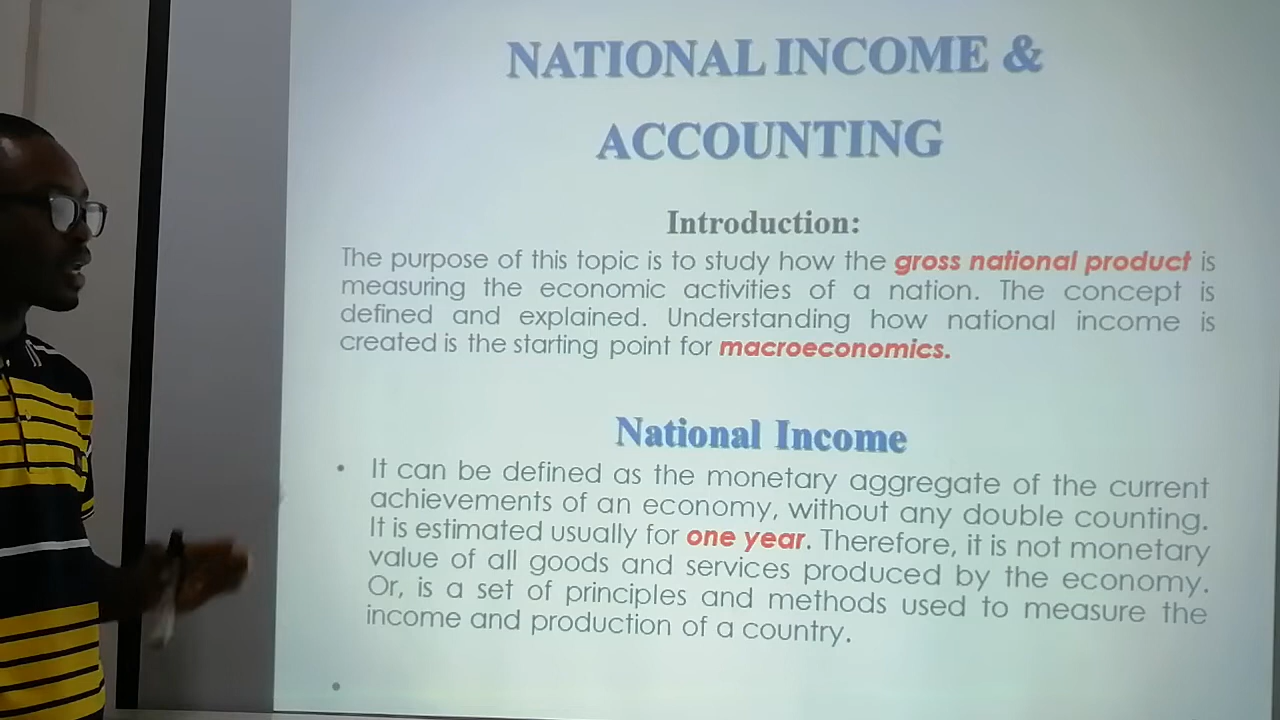 NATIONAL INCOME &
ACCOUNTING
Introduction:
The purpose of this topic is to study how the gross national product is
measuring the economic activities of a nation. The concept is
defined and explained. Understanding how national income is
created is the starting point for macroeconomics.
National Income
• It can be defined as the monetary aggregate of the current
achievements of an economy, without any double counting.
It is estimated usually for one year. Therefore, it is not monetary
value of all goods and services produced by the economy.
Or, is a set of principles and methods used to measure the
income and production of a country.
•